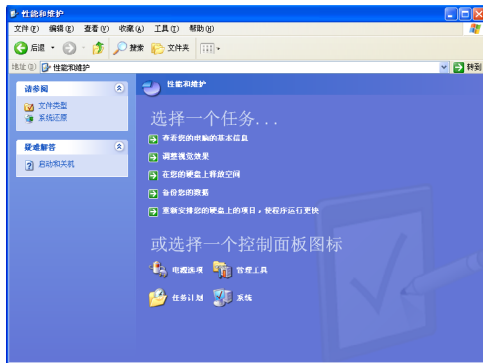 性能和维护
文件(F) 编辑(E) 查看(V) 收藏(A) 工具(T) 帮助(H)
后退 搜索 文件夹
地址(D) 性能和维护 转到
请参阅
文件类型
系统还原
疑难解答
启动和关机
性能和维护
选择一个任务...
查看您的电脑的基本信息
调整视觉效果
在您的硬盘上释放空间
备份您的数据
重新安排您的硬盘上的项目，使程序运行更快
或选择一个控制面板图标
电源选项 管理工具
任务计划 系统